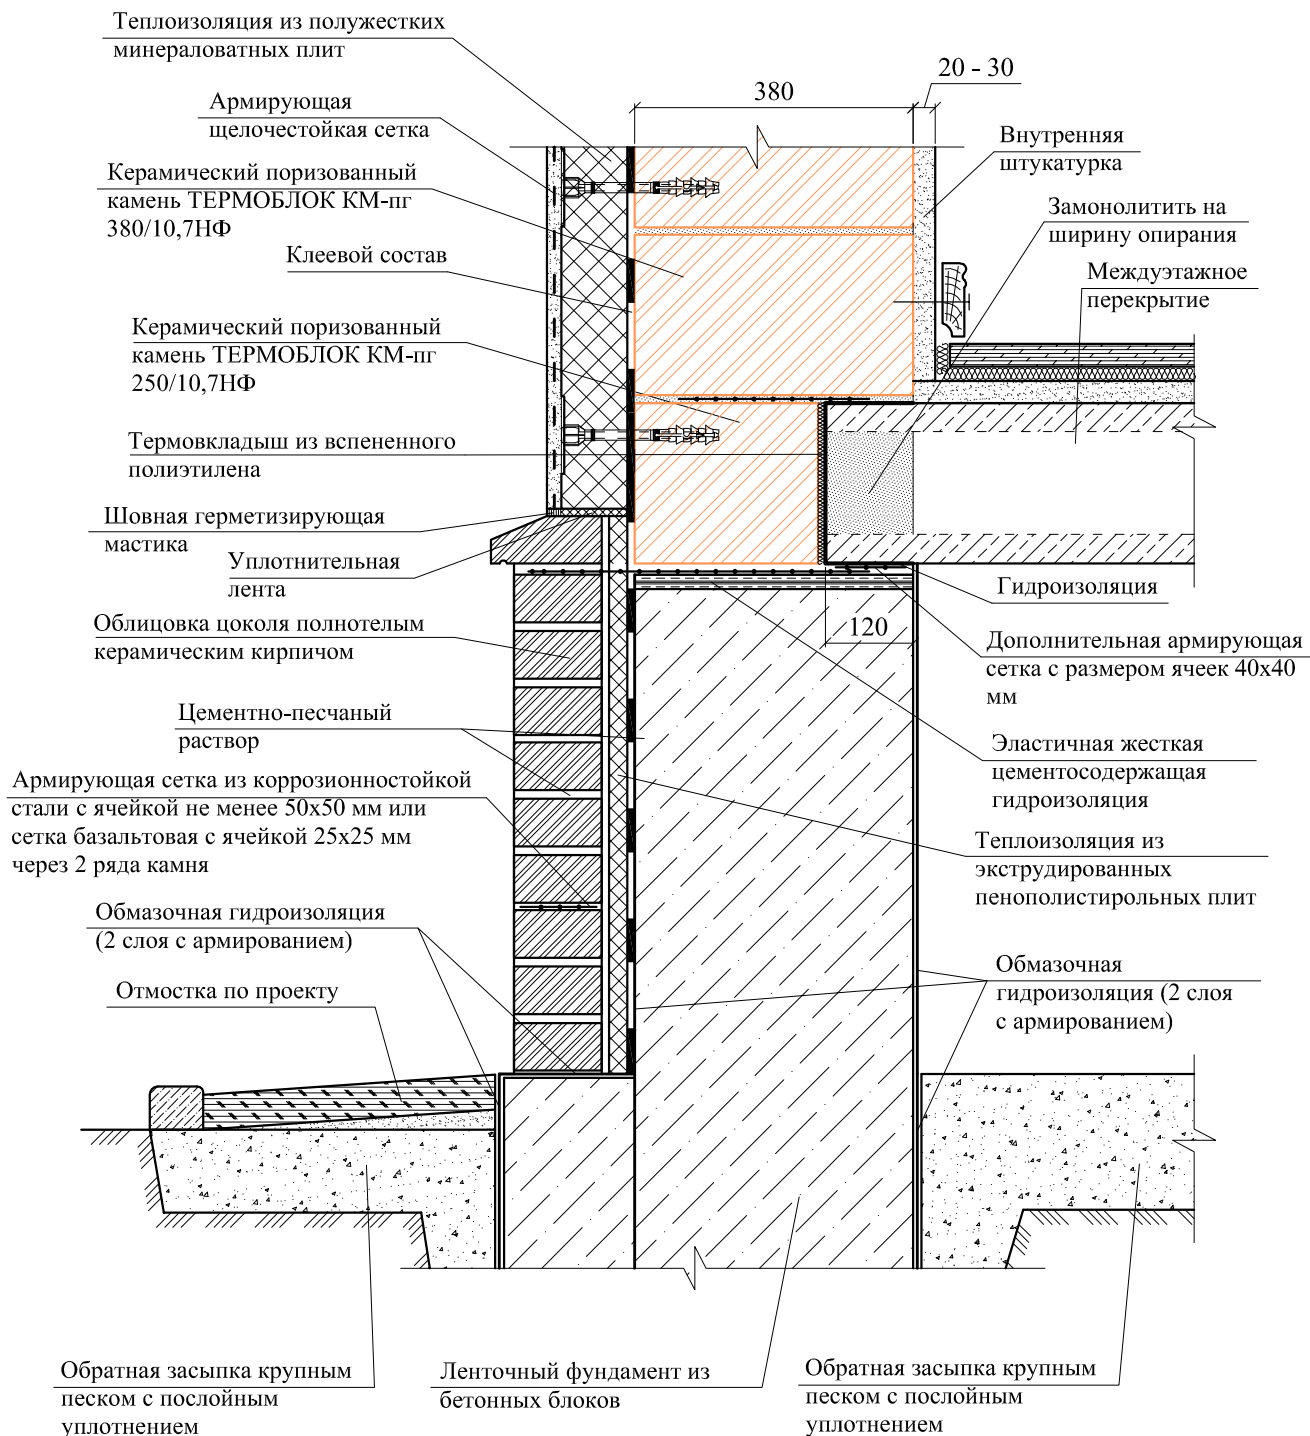 Теплоизоляция из полужестких
минераловатных плит
Армирующая
щелочестойкая сетка
Керамический поризованный
камень ТЕРМОБЛОК КМ-пг
380/10,7НФ
Клеевой состав
Керамический поризованный
камень ТЕРМОБЛОК КМ-пг
250/10,7НФ
Термовкладыш из вспененного
полиэтилена
Шовная герметизирующая
мастика
Уплотнительная
лента
Облицовка цоколя полнотелым
керамическим кирпичом
Цементно-песчаный
раствор
Армирующая сетка из коррозионностойкой
стали с ячейкой не менее 50х50 мм или
сетка базальтовая с ячейкой 25х25 мм
через 2 ряда камня
Обмазочная гидроизоляция
(2 слоя с армированием)
Отмостка по проекту
380
20 - 30
Внутренняя
штукатурка
Замонолитить на
ширину опирания
Междуэтажное
перекрытие
Гидроизоляция
120
Дополнительная армирующая
сетка с размером ячеек 40х40
мм
Эластичная жесткая
цементосодержащая
гидроизоляция
Теплоизоляция из
экструдированных
пенополистирольных плит
Обмазочная
гидроизоляция (2 слоя
с армированием)
Обратная засыпка крупным
песком с послойным
уплотнением
Ленточный фундамент из
бетонных блоков
Обратная засыпка крупным
песком с послойным
уплотнением